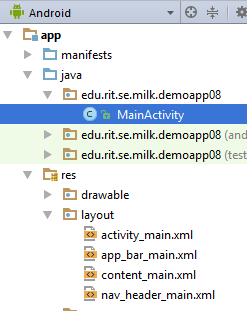 Android
app
manifests
java
edu.rit.se.milk.demoapp08
MainActivity
edu.rit.se.milk.demoapp08 (and
edu.rit.se.milk.demoapp08 (test
res
drawable
layout
activity_main.xml
app_bar_main.xml
content_main.xml
nav_header_main.xml